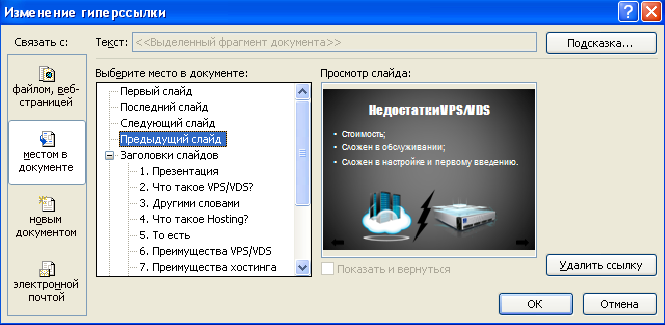 Изменение гиперссылки
Связать с:
Текст:
<<Выделенный фрагмент документа>>
Подсказка...
файлом, веб-
страницей
местом в
документе
новым
документом
электронной
почтой
Выберите место в документе:
Первый слайд
Последний слайд
Следующий слайд
Предыдущий слайд
Заголовки слайдов
1. Презентация
2. Что такое VPS/VDS?
3. Другими словами
4. Что такое Hosting?
5. То есть
6. Преимущества VPS/VDS
7. Преимущества хостинга
Просмотр слайда:
Недостатки VPS/VDS
Стоимость;
Сложен в обслуживании;
Сложен в настройке и первому введению.
Показать и вернуться
Удалить ссылку
ОК
Отмена